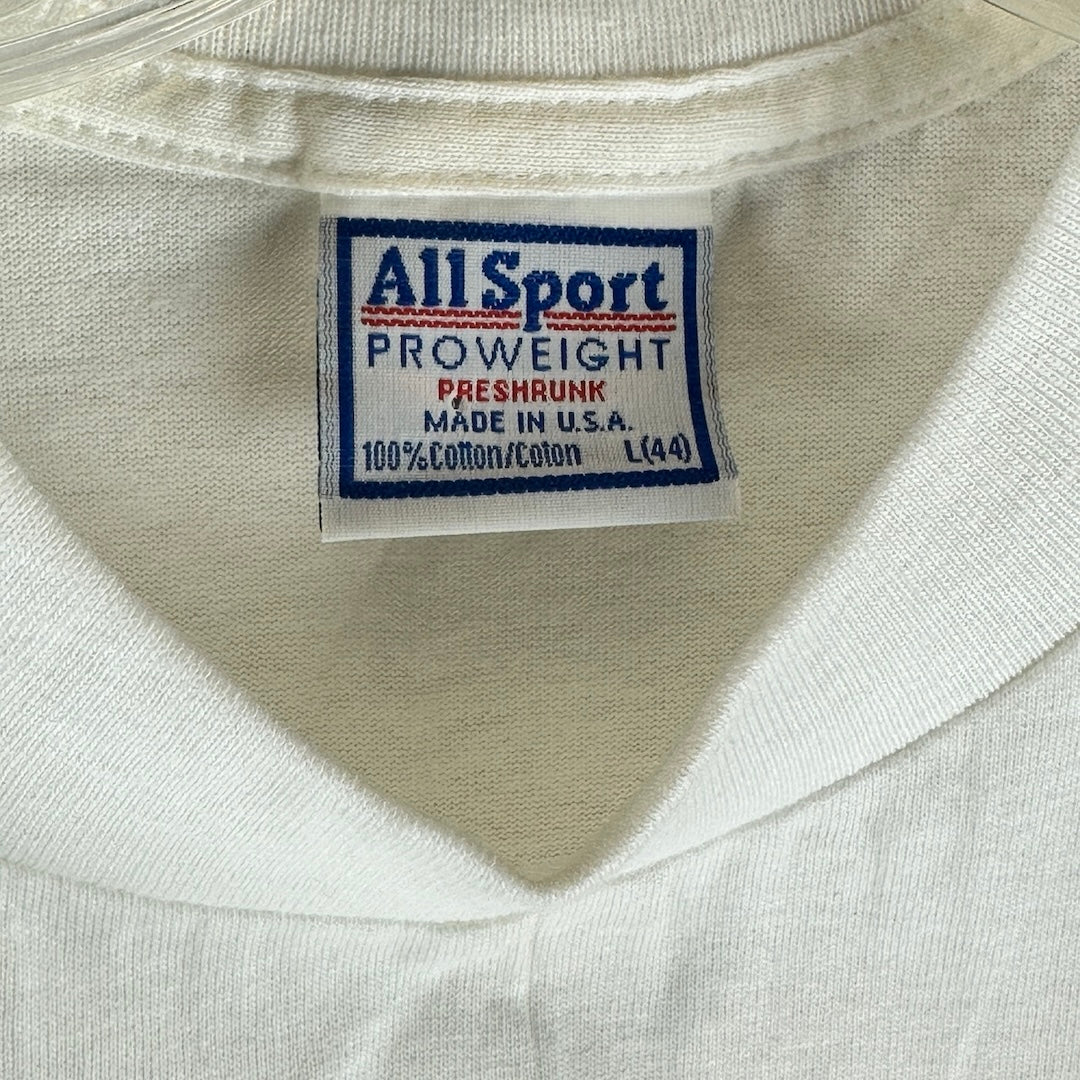 All Sport
PROWEIGHT
PRESHRUNK
MADE IN U.S.A.
100% Cotton/Coton L(44)